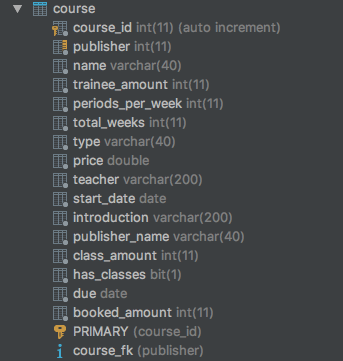 course
course_id int(11) (auto increment)
publisher int(11)
name varchar(40)
trainee_amount int(11)
periods_per_week int(11)
total_weeks int(11)
type varchar(40)
price double
teacher varchar(200)
start_date date
introduction varchar(200)
publisher_name varchar(40)
class_amount int(11)
has_classes bit(1)
due date
booked_amount int(11)
PRIMARY (course_id)
course_fk (publisher)